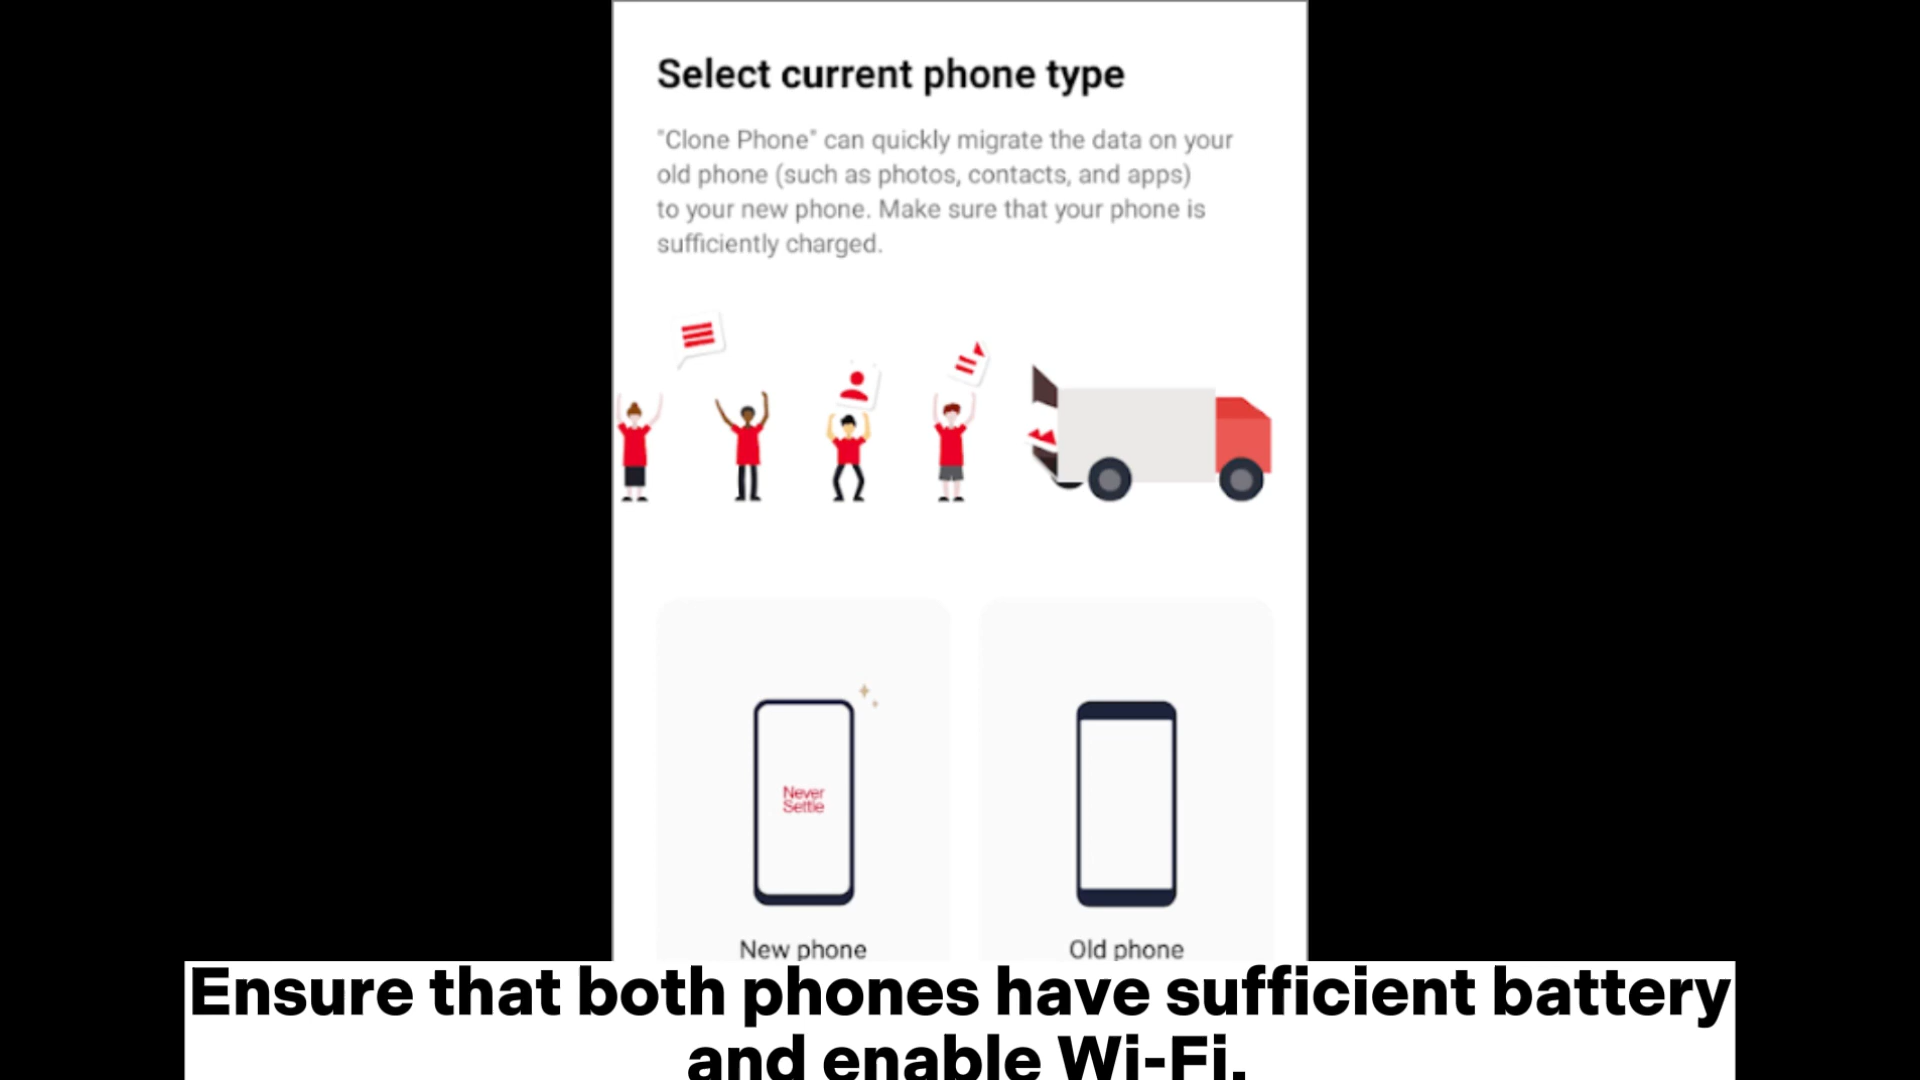 Select current phone type
"Clone Phone" can quickly migrate the data on your
old phone (such as photos, contacts, and apps)
to your new phone. Make sure that your phone is
sufficiently charged.
Never
Settle
New phone
Old phone
Ensure that both phones have sufficient battery
and enable Wi-Fi.